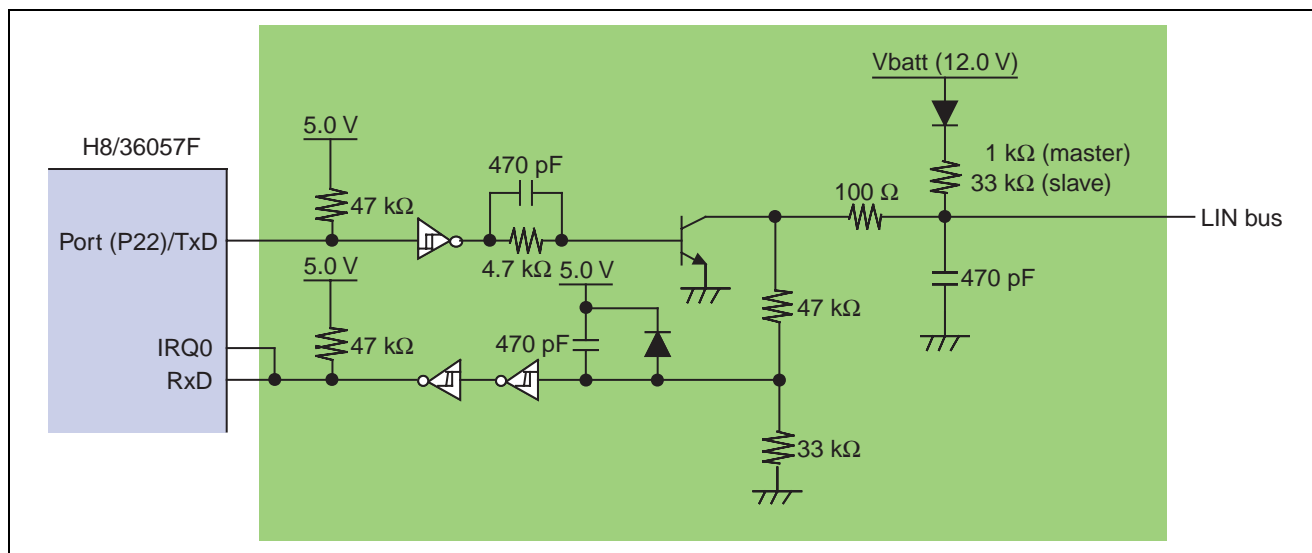 Vbatt (12.0 V)
5.0 V
H8/36057F
470 pF
1 kΩ (master)
33 kΩ (slave)
100 Ω
47 kΩ
LIN bus
Port (P22)/TxD
4.7 kΩ
5.0 V
5.0 V
470 pF
47 kΩ
IRQ0
47 kΩ
470 pF
RxD
33 kΩ